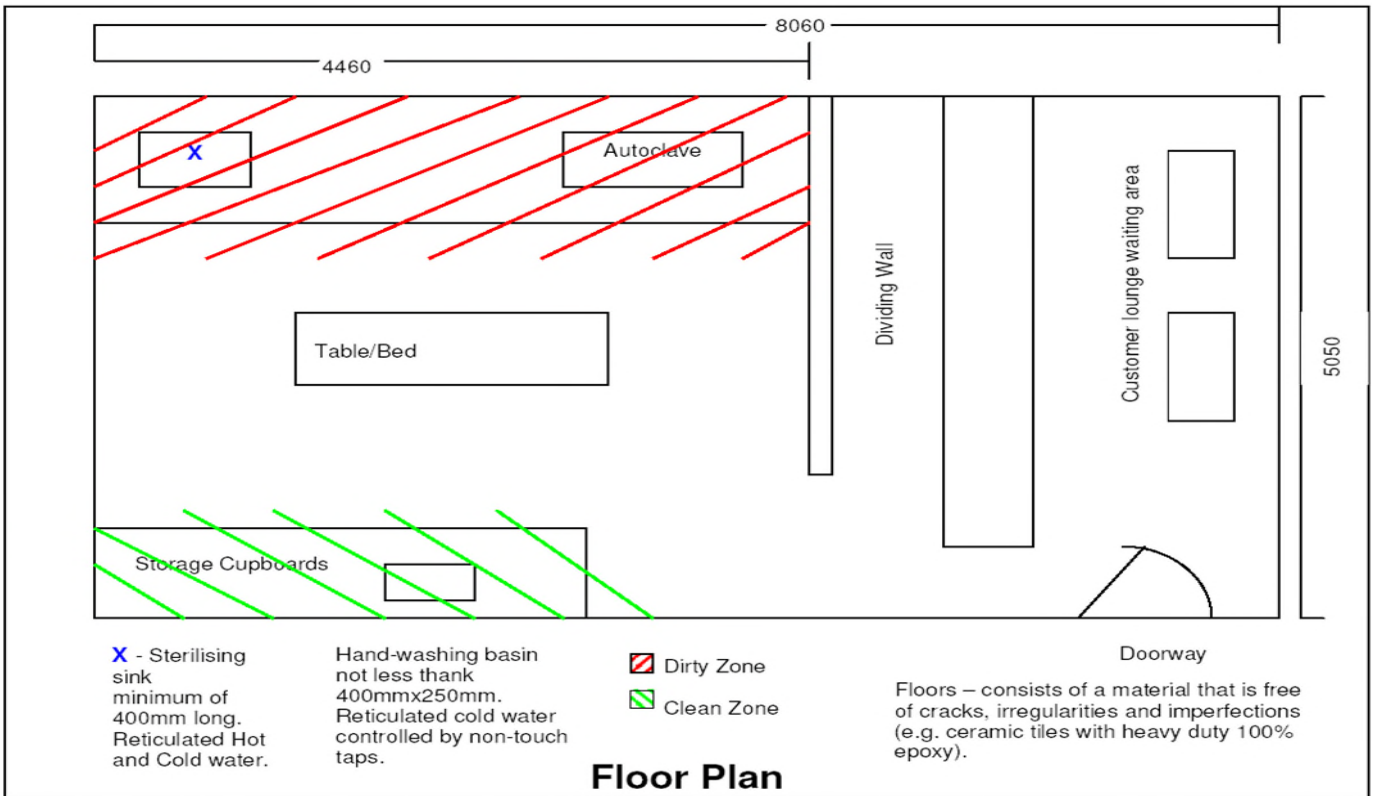 8060
4460
X
Autoclave
Dividing Wall
Customer lounge waiting area
5050
Table/Bed
Storage Cupboards
X - Sterilising
sink
minimum of
400mm long.
Reticulated Hot
and Cold water.
Hand-washing basin
not less thank
400mmx250mm.
Reticulated cold water
controlled by non-touch
taps.
Dirty Zone
Clean Zone
Doorway
Floors – consists of a material that is free
of cracks, irregularities and imperfections
(e.g. ceramic tiles with heavy duty 100%
epoxy).
Floor Plan